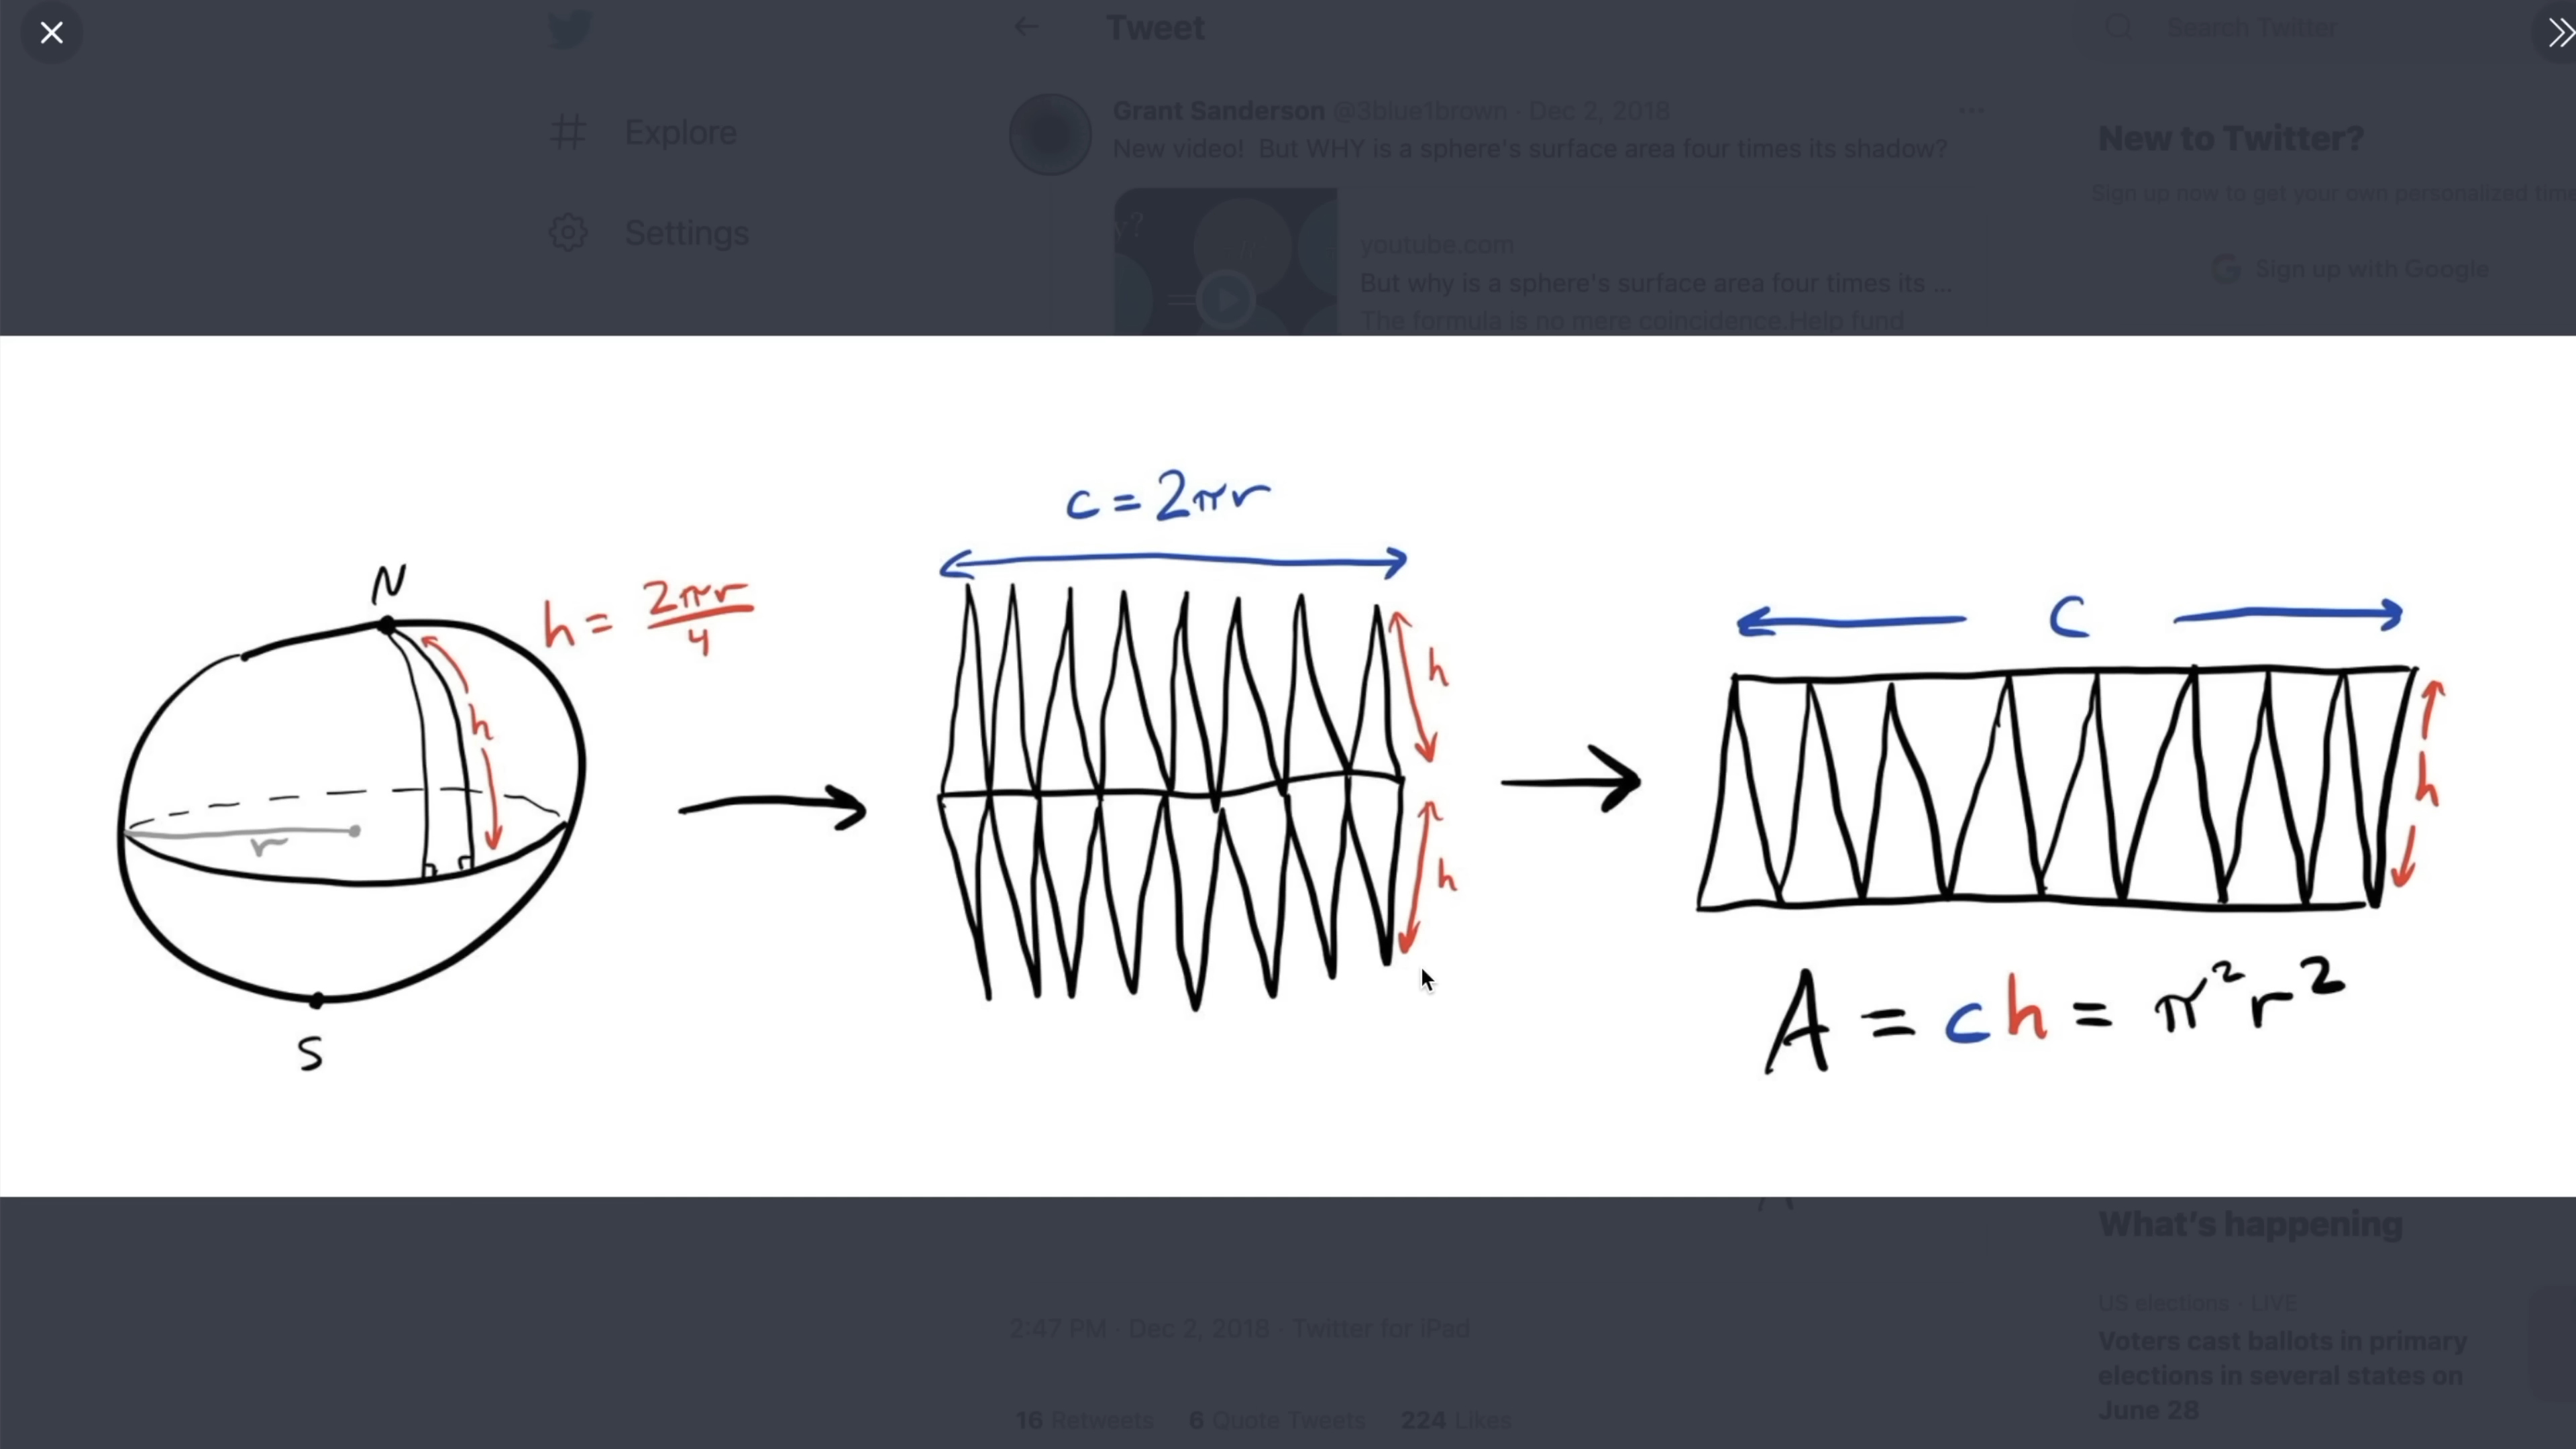 Tweet
Search Twitter
Explore
Settings
Grant Sanderson @3blue1brown · Dec 2, 2018
New video! But WHY is a sphere's surface area four times its shadow?
y?
youtube.com
But why is a sphere's surface area four times its ...
The formula is no mere coincidence.Help fund
New to Twitter?
Sign up now to get your own personalized time
Sign up with Google
N
h = 2πr/4
h
r
S
c = 2πr
h
h
C
h
A = ch = π²r²
2:47 PM · Dec 2, 2018 · Twitter for iPad
16 Retweets 6 Quote Tweets 224 Likes
What's happening
US elections · LIVE
Voters cast ballots in primary
elections in several states on
June 28